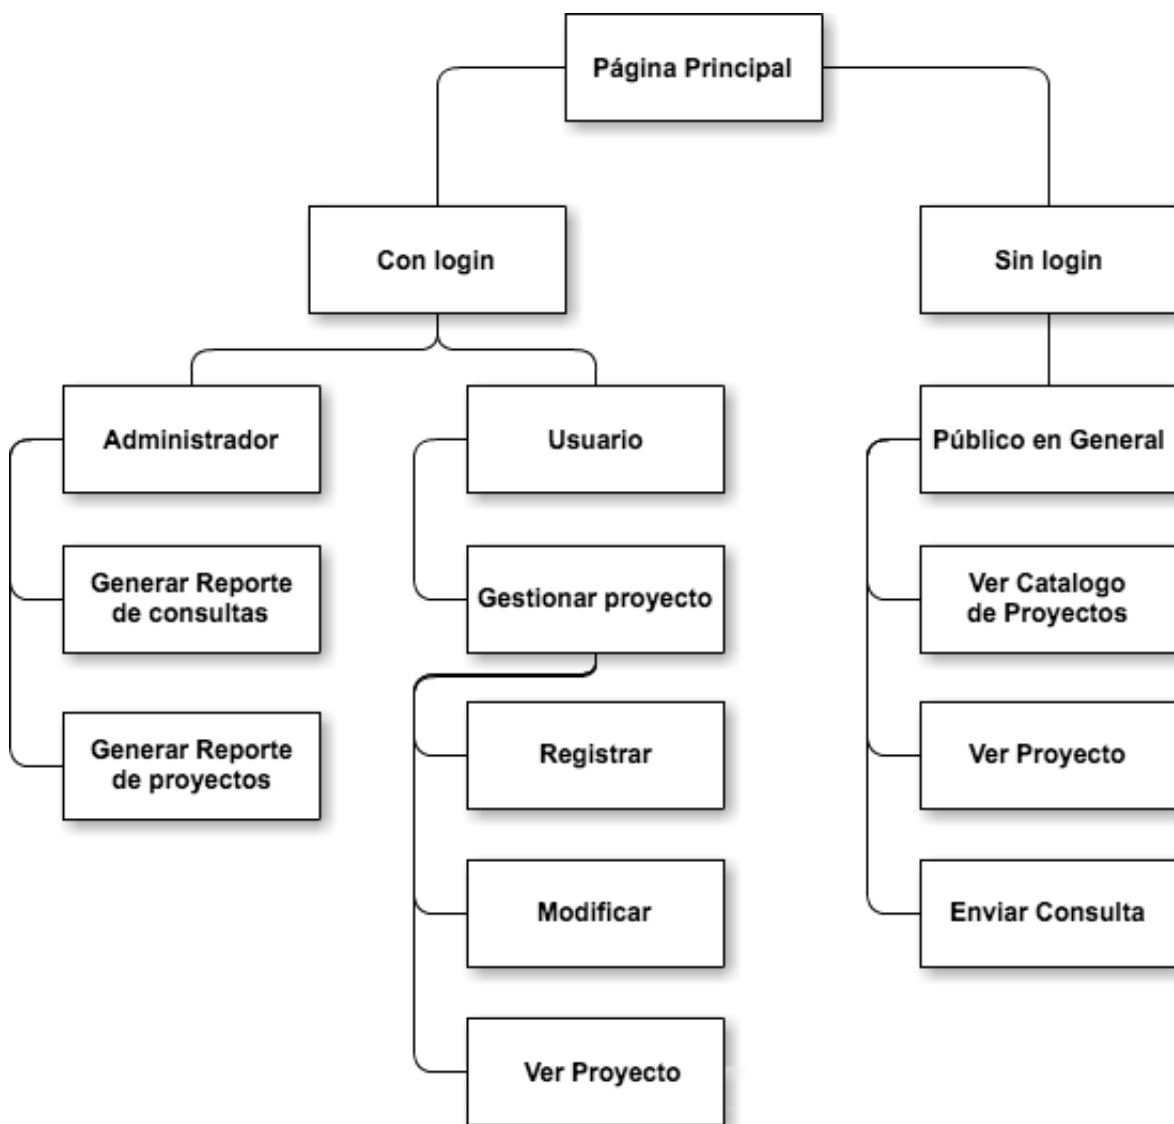 Página Principal
Con login
Sin login
Administrador
Usuario
Público en General
Generar Reporte
de consultas
Gestionar proyecto
Ver Catalogo
de Proyectos
Generar Reporte
de proyectos
Registrar
Ver Proyecto
Modificar
Enviar Consulta
Ver Proyecto